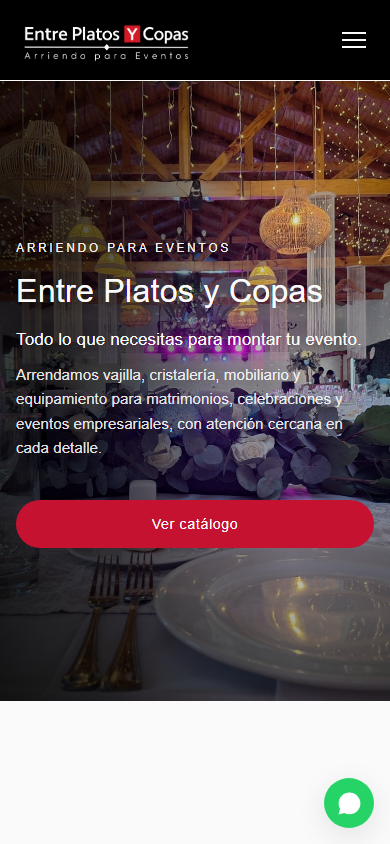 Entre Platos Y Copas
Arriendo para Eventos
ARRIENDO PARA EVENTOS
Entre Platos y Copas
Todo lo que necesitas para montar tu evento.
Arrendamos vajilla, cristalería, mobiliario y
equipamiento para matrimonios, celebraciones y
eventos empresariales, con atención cercana en
cada detalle.
Ver catálogo